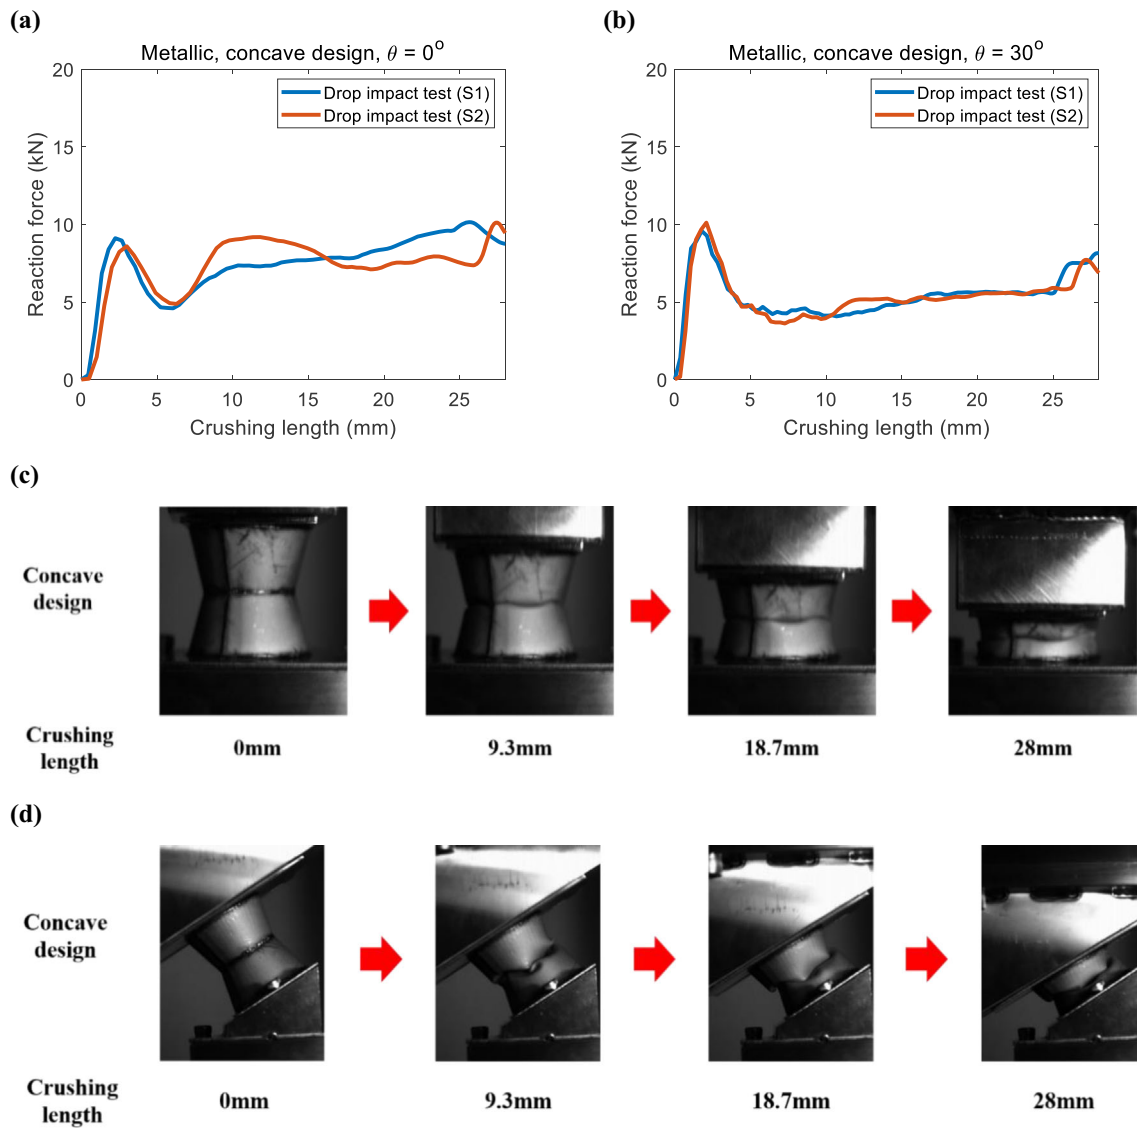 (a)
Metallic, concave design, θ = 0°
Drop impact test (S1)
Drop impact test (S2)
Reaction force (kN)
20
15
10
5
0
0 5 10 15 20 25
Crushing length (mm)
(b)
Metallic, concave design, θ = 30°
Drop impact test (S1)
Drop impact test (S2)
Reaction force (kN)
20
15
10
5
0
0 5 10 15 20 25
Crushing length (mm)
(c)
Concave
design
Crushing
length
0mm 9.3mm 18.7mm 28mm
(d)
Concave
design
Crushing
length
0mm 9.3mm 18.7mm 28mm